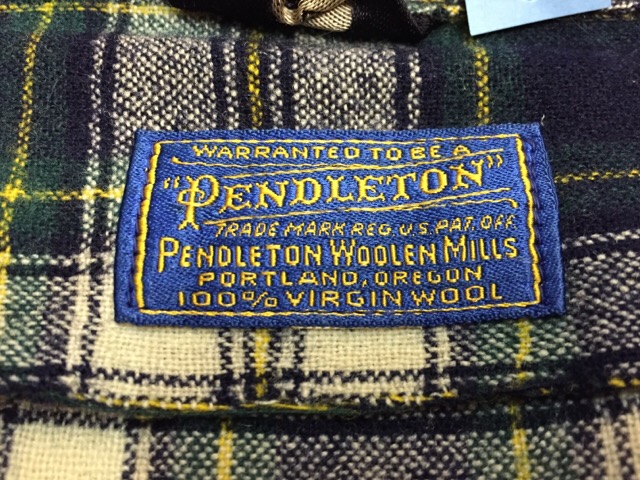 WARRANTED TO BE A
"PENDLETON"
TRADE MARK REG. U.S. PAT. OFF.
PENDLETON WOOLEN MILLS
PORTLAND, OREGON
100% VIRGIN WOOL